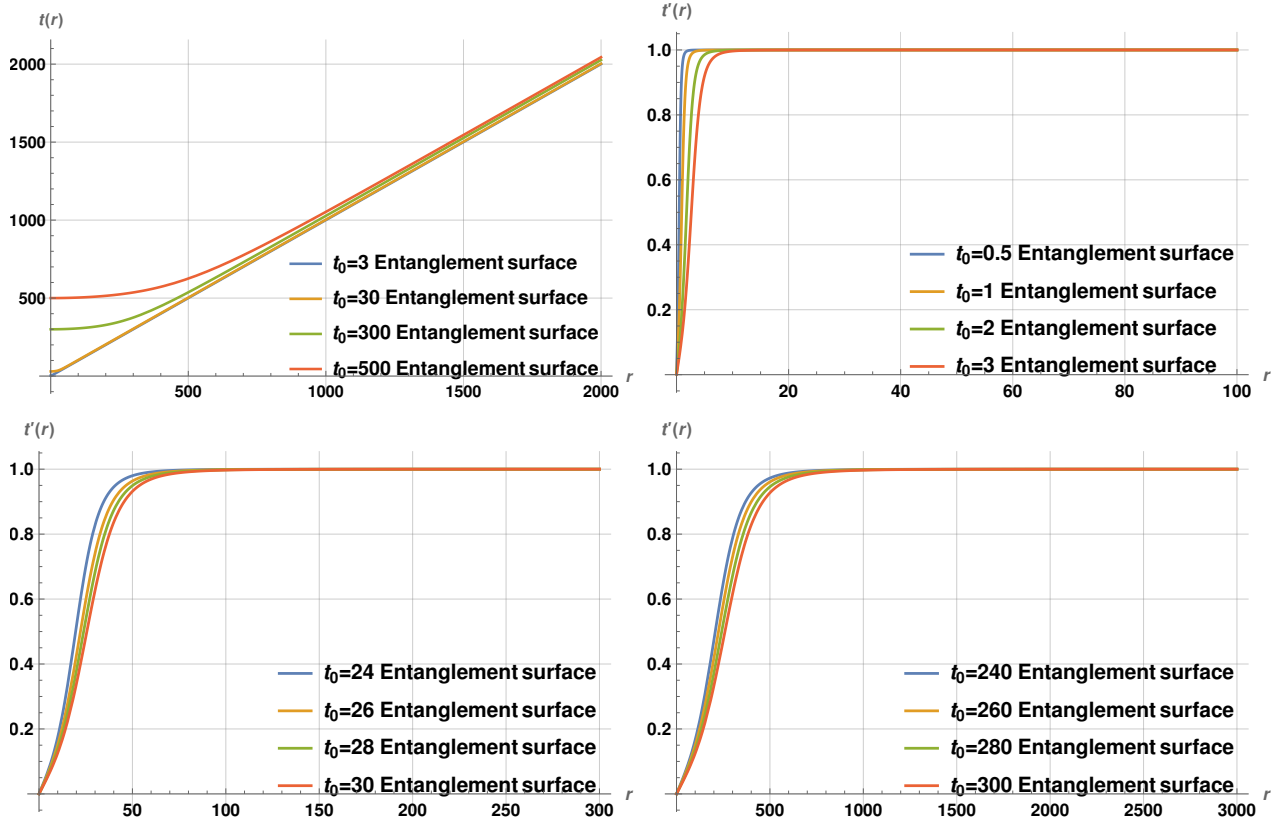 t(r)
2000
1500
1000
500
t0=3 Entanglement surface
t0=30 Entanglement surface
t0=300 Entanglement surface
t0=500 Entanglement surface
500 1000 1500 2000
r
t'(r)
1.0
0.8
0.6
0.4
0.2
t0=0.5 Entanglement surface
t0=1 Entanglement surface
t0=2 Entanglement surface
t0=3 Entanglement surface
20 40 60 80 100
r
t'(r)
1.0
0.8
0.6
0.4
0.2
t0=24 Entanglement surface
t0=26 Entanglement surface
t0=28 Entanglement surface
t0=30 Entanglement surface
50 100 150 200 250 300
r
t'(r)
1.0
0.8
0.6
0.4
0.2
t0=240 Entanglement surface
t0=260 Entanglement surface
t0=280 Entanglement surface
t0=300 Entanglement surface
500 1000 1500 2000 2500 3000
r